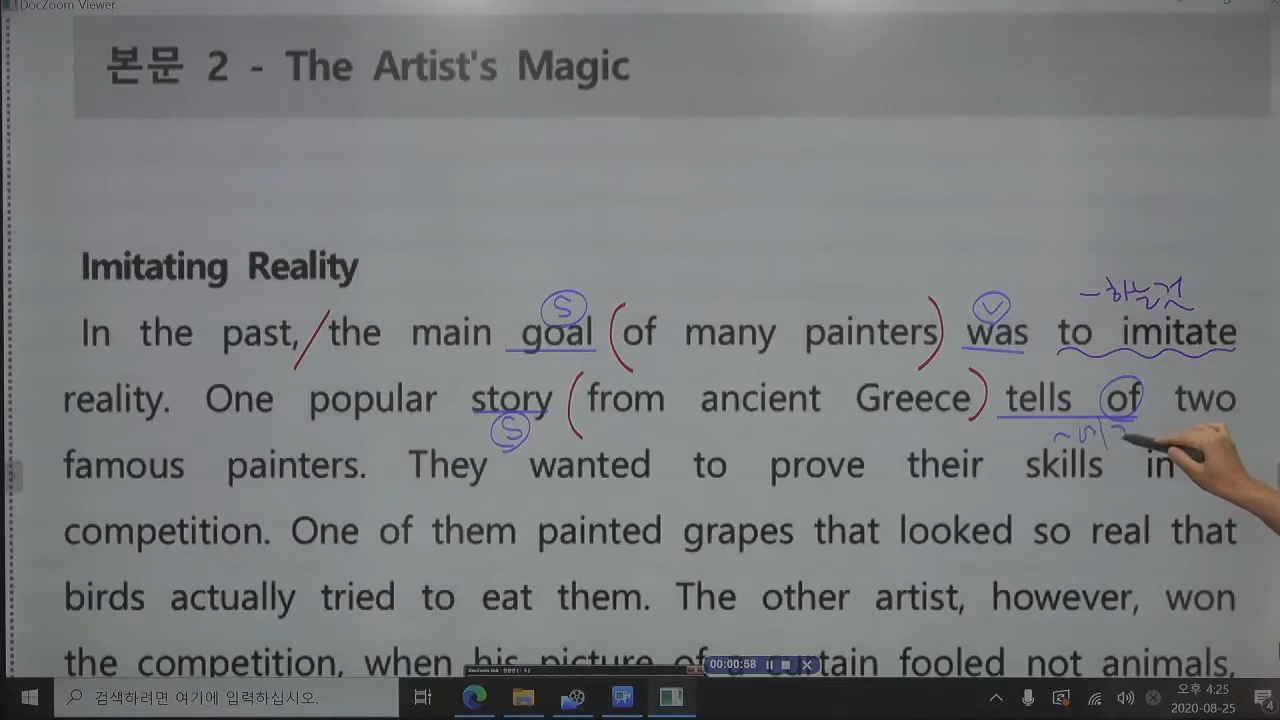 DocZoom Viewer
본문 2 - The Artist's Magic
Imitating Reality
S
V
~하는 것
In the past, / the main goal (of many painters) was to imitate
reality. One popular story (from ancient Greece) tells of two
S
famous painters. They wanted to prove their skills in
competition. One of them painted grapes that looked so real that
birds actually tried to eat them. The other artist, however, won
the competition, when his picture of a curtain fooled not animals,
00:00:58
검색하려면 여기에 입력하십시오.
오후 4:25
2020-08-25
4